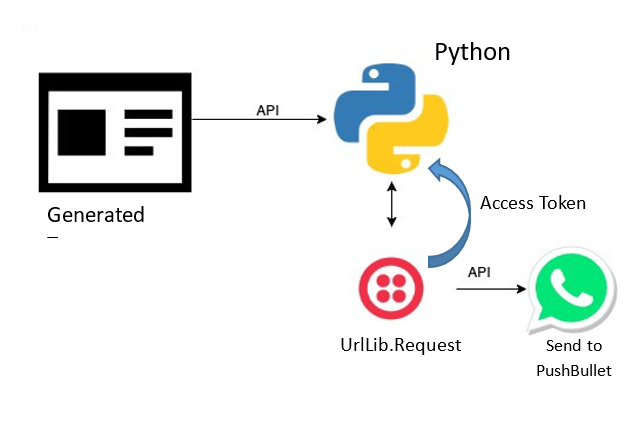 Python
API
Generated
Access Token
API
UrlLib.Request
Send to
PushBullet